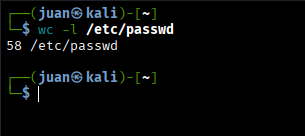 ┌──(juan㉿kali)-[~]
└─$ wc -l /etc/passwd
58 /etc/passwd
┌──(juan㉿kali)-[~]
└─$